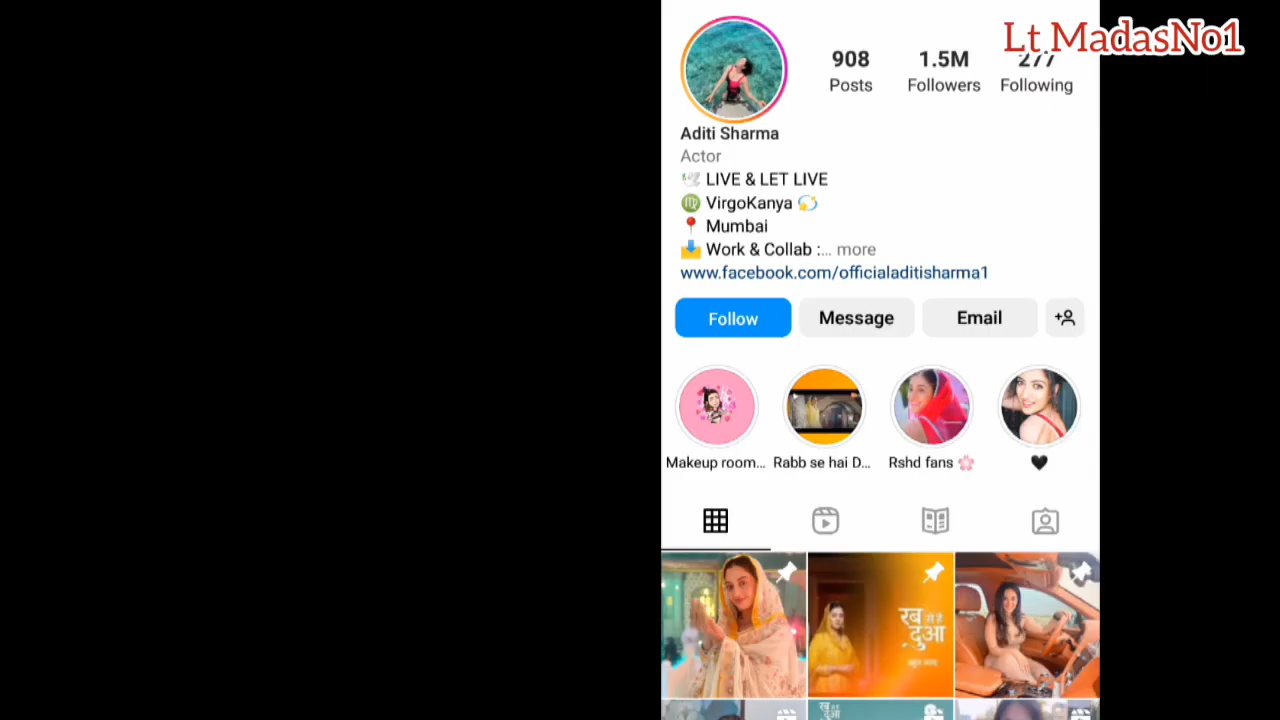 Lt MadasNo1
908
1.5M
277
Posts
Followers
Following
Aditi Sharma
Actor
🕊️ LIVE & LET LIVE
♍ VirgoKanya 💫
📍 Mumbai
📥 Work & Collab :... more
www.facebook.com/officialaditisharma1
Follow
Message
Email
Makeup room...
Rabb se hai D...
Rshd fans 🌸
🖤
रब से है
दुआ
रब से है
दुआ